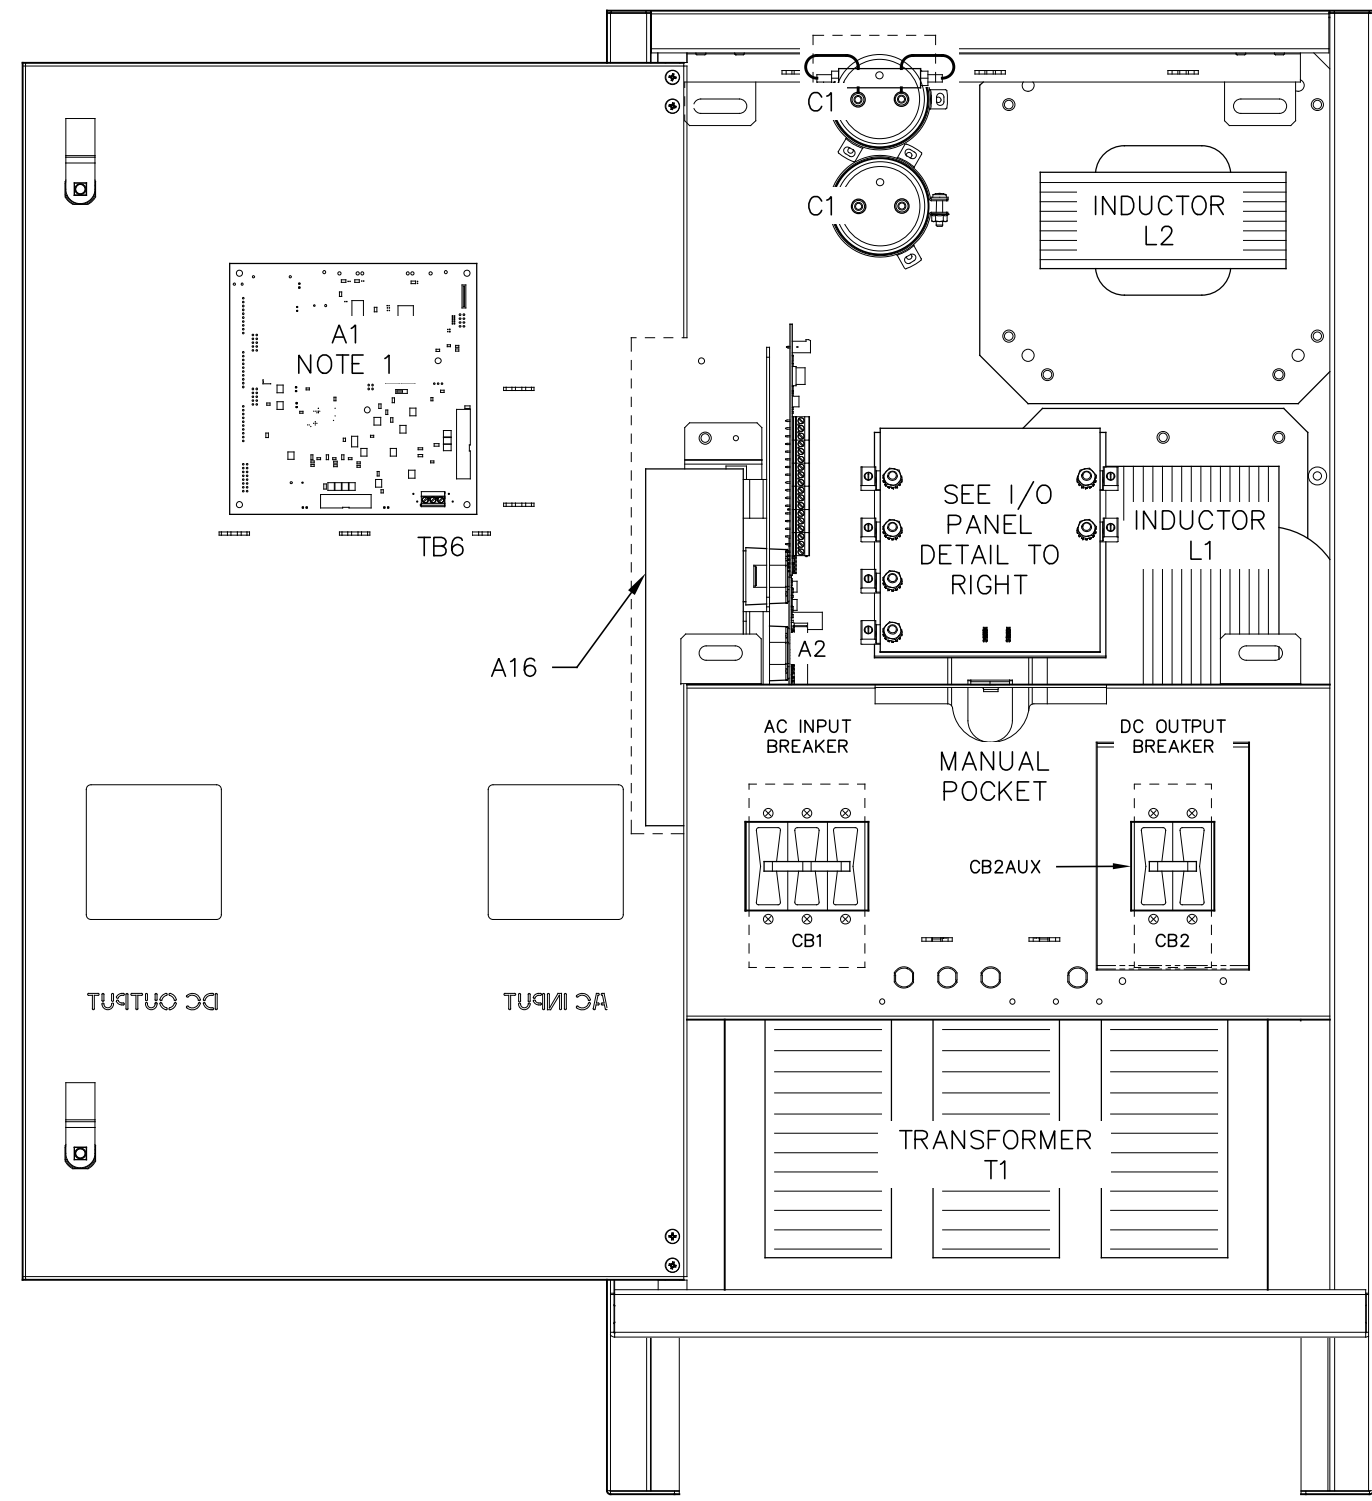 C1
C1
INDUCTOR
L2
A1
NOTE 1
TB6
SEE I/O
PANEL
DETAIL TO
RIGHT
INDUCTOR
L1
A16
A2
AC INPUT
BREAKER
MANUAL
POCKET
DC OUTPUT
BREAKER
CB2AUX
CB1
CB2
DC OUTPUT
AC INPUT
TRANSFORMER
T1